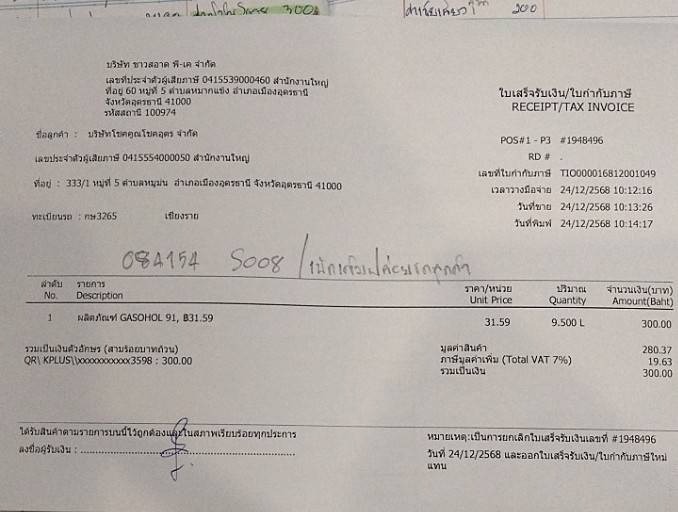 300
200
บริษัท ชาวสอาด พี-เค จำกัด
เลขที่ประจำตัวผู้เสียภาษี 0415539000460 สำนักงานใหญ่
ที่อยู่ 60 หมู่ที่ 5 ตำบลหมากแข้ง อำเภอเมืองอุดรธานี
จังหวัดอุดรธานี 41000
รหัสสถานี 100974
ใบเสร็จรับเงิน/ใบกำกับภาษี
RECEIPT/TAX INVOICE
ชื่อลูกค้า : บริษัทโชคคูณโชคอุดร จำกัด
เลขประจำตัวผู้เสียภาษี 0415554000050 สำนักงานใหญ่
ที่อยู่ : 333/1 หมู่ที่ 5 ตำบลหมูม่น อำเภอเมืองอุดรธานี จังหวัดอุดรธานี 41000
ทะเบียนรถ : กษ3265 เชียงราย
POS#1 - P3 #1948496
RD # .
เลขที่ใบกำกับภาษี TIO000016812001049
เวลาวางมือจ่าย 24/12/2568 10:12:16
วันที่ขาย 24/12/2568 10:13:26
วันที่พิมพ์ 24/12/2568 10:14:17
08A154 S008 /
ลำดับ รายการ ราคา/หน่วย ปริมาณ จำนวนเงิน(บาท)
No. Description Unit Price Quantity Amount(Baht)
1 ผลิตภัณฑ์ GASOHOL 91, ฿31.59 31.59 9.500 L 300.00
รวมเป็นเงินตัวอักษร (สามร้อยบาทถ้วน) มูลค่าสินค้า 280.37
QR\ KPLUS\\xxxxxxxxxxx3598 : 300.00 ภาษีมูลค่าเพิ่ม (Total VAT 7%) 19.63
รวมเป็นเงิน 300.00
ได้รับสินค้าตามรายการบนนี้ไว้ถูกต้องและในสภาพเรียบร้อยทุกประการ
ลงชื่อผู้รับเงิน :
หมายเหตุ:เป็นการยกเลิกใบเสร็จรับเงินเลขที่ #1948496
วันที่ 24/12/2568 และออกใบเสร็จรับเงิน/ใบกำกับภาษีใหม่
แทน